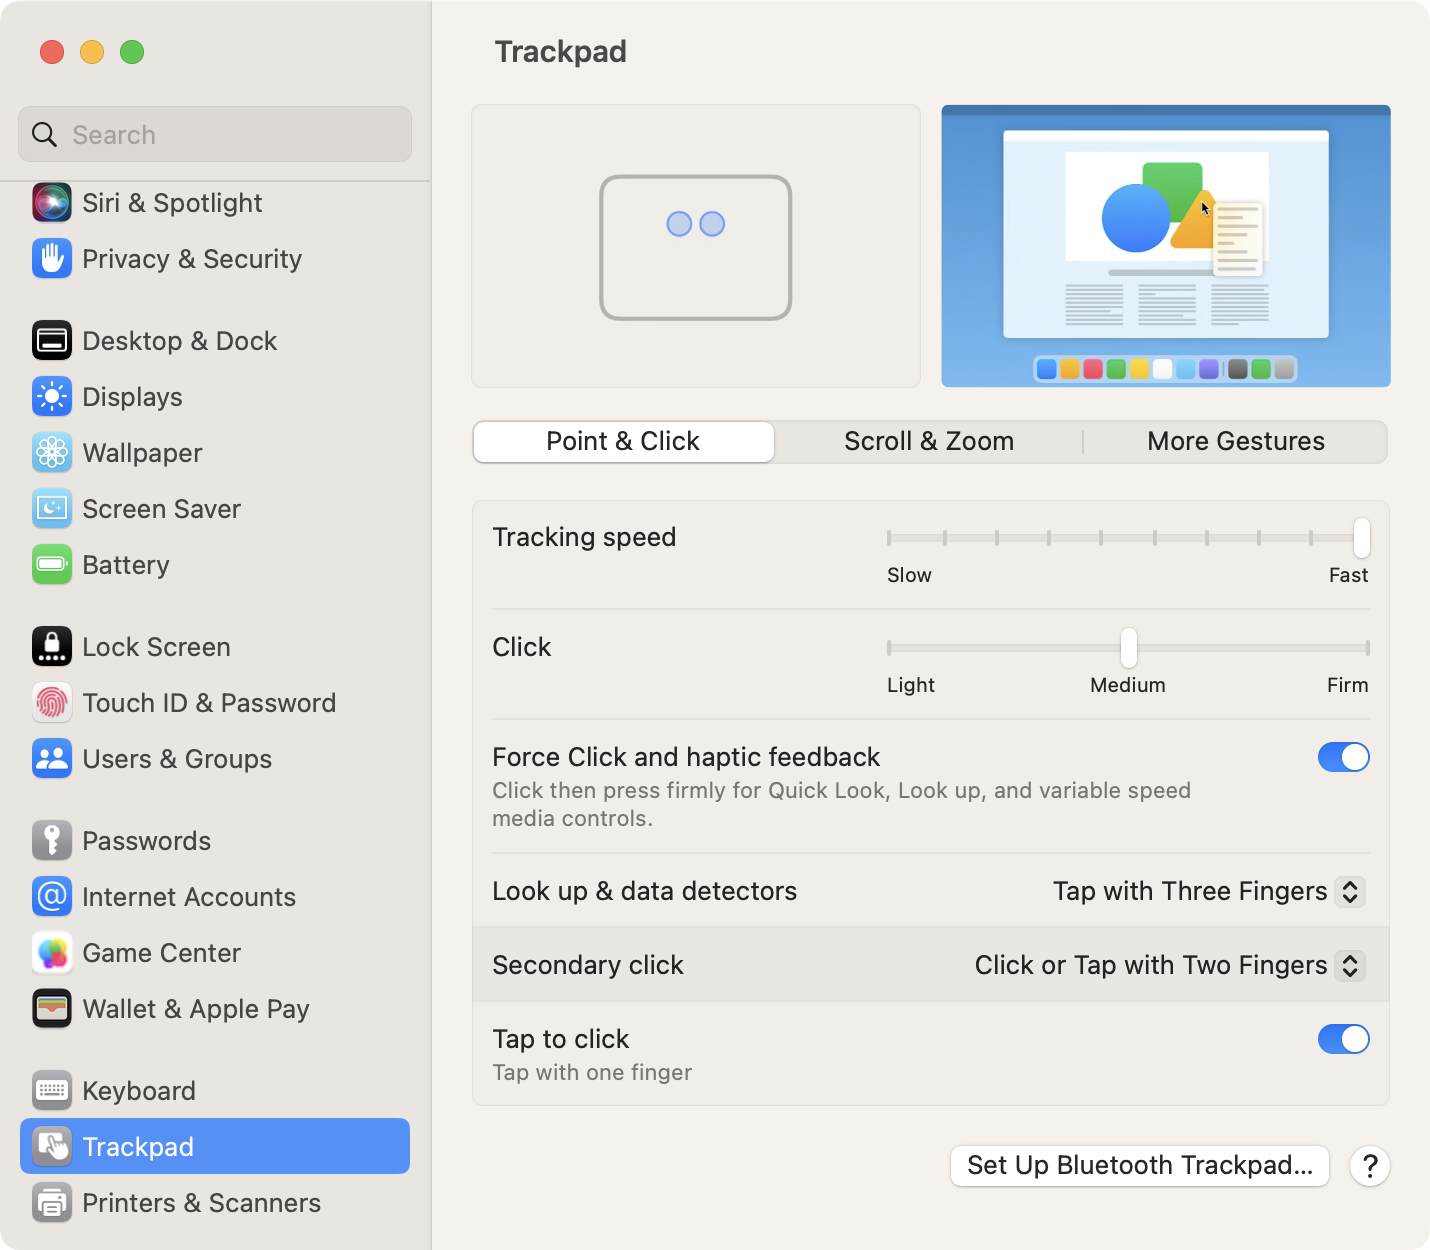 Search
Siri & Spotlight
Privacy & Security
Desktop & Dock
Displays
Wallpaper
Screen Saver
Battery
Lock Screen
Touch ID & Password
Users & Groups
Passwords
Internet Accounts
Game Center
Wallet & Apple Pay
Keyboard
Trackpad
Printers & Scanners
Trackpad
Point & Click
Scroll & Zoom
More Gestures
Tracking speed
Slow
Fast
Click
Light
Medium
Firm
Force Click and haptic feedback
Click then press firmly for Quick Look, Look up, and variable speed
media controls.
Look up & data detectors
Tap with Three Fingers
Secondary click
Click or Tap with Two Fingers
Tap to click
Tap with one finger
Set Up Bluetooth Trackpad...
?